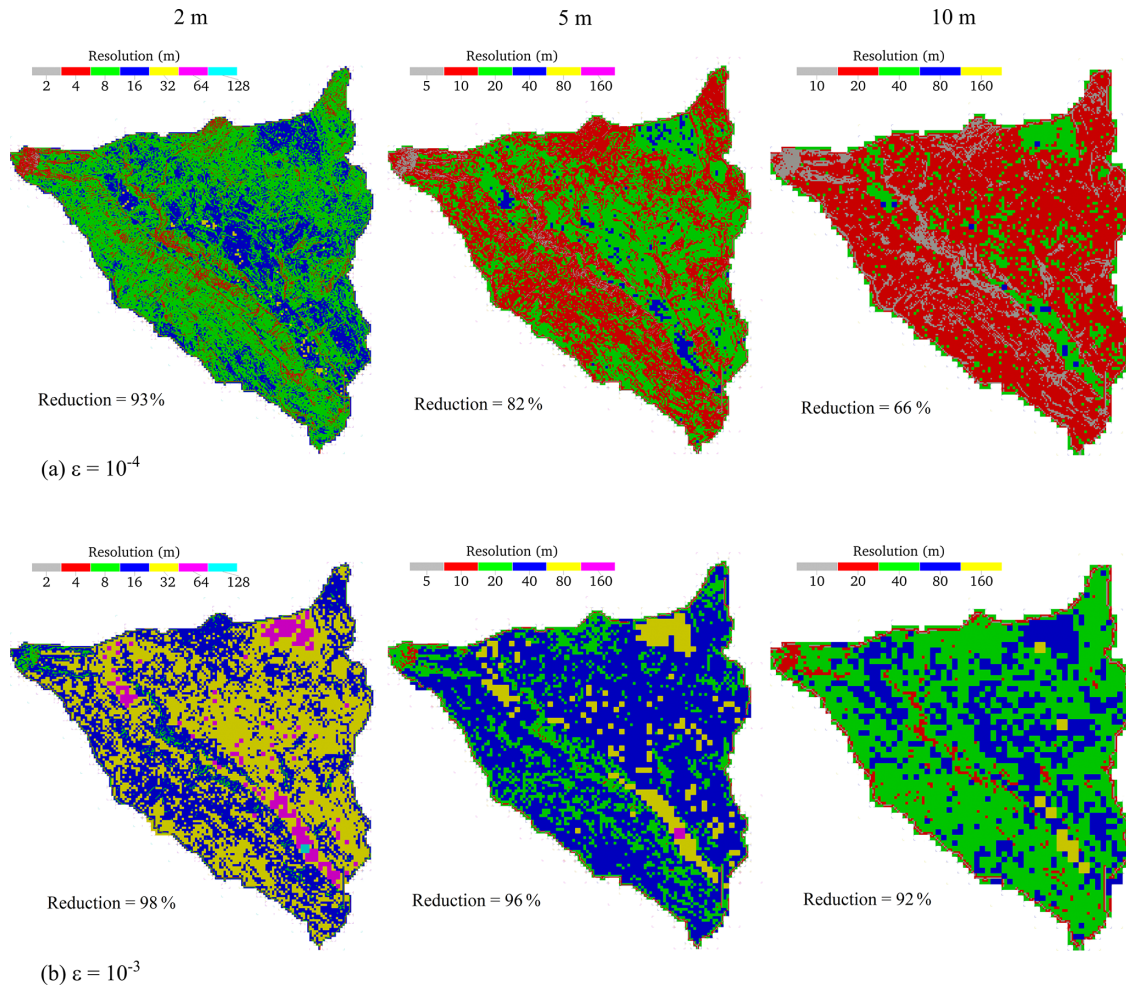 2 m
5 m
10 m
Resolution (m)
2 4 8 16 32 64 128
Resolution (m)
5 10 20 40 80 160
Resolution (m)
10 20 40 80 160
Reduction = 93%
Reduction = 82%
Reduction = 66%
(a) ε = 10⁻⁴
Resolution (m)
2 4 8 16 32 64 128
Resolution (m)
5 10 20 40 80 160
Resolution (m)
10 20 40 80 160
Reduction = 98%
Reduction = 96%
Reduction = 92%
(b) ε = 10⁻³